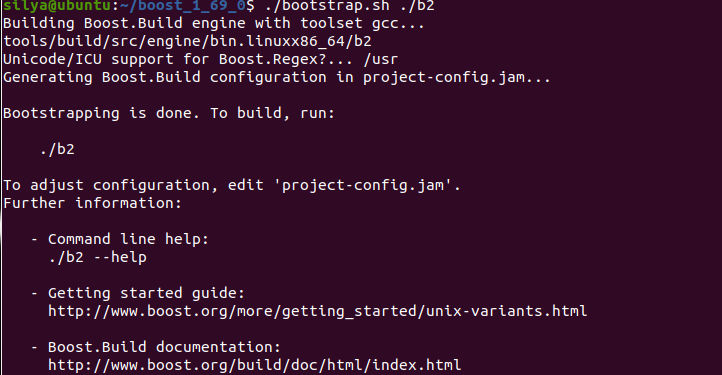 silya@ubuntu:~/boost_1_69_0$ ./bootstrap.sh ./b2
Building Boost.Build engine with toolset gcc...
tools/build/src/engine/bin.linuxx86_64/b2
Unicode/ICU support for Boost.Regex?... /usr
Generating Boost.Build configuration in project-config.jam...
Bootstrapping is done. To build, run:
./b2
To adjust configuration, edit 'project-config.jam'.
Further information:
- Command line help:
./b2 --help
- Getting started guide:
http://www.boost.org/more/getting_started/unix-variants.html
- Boost.Build documentation:
http://www.boost.org/build/doc/html/index.html